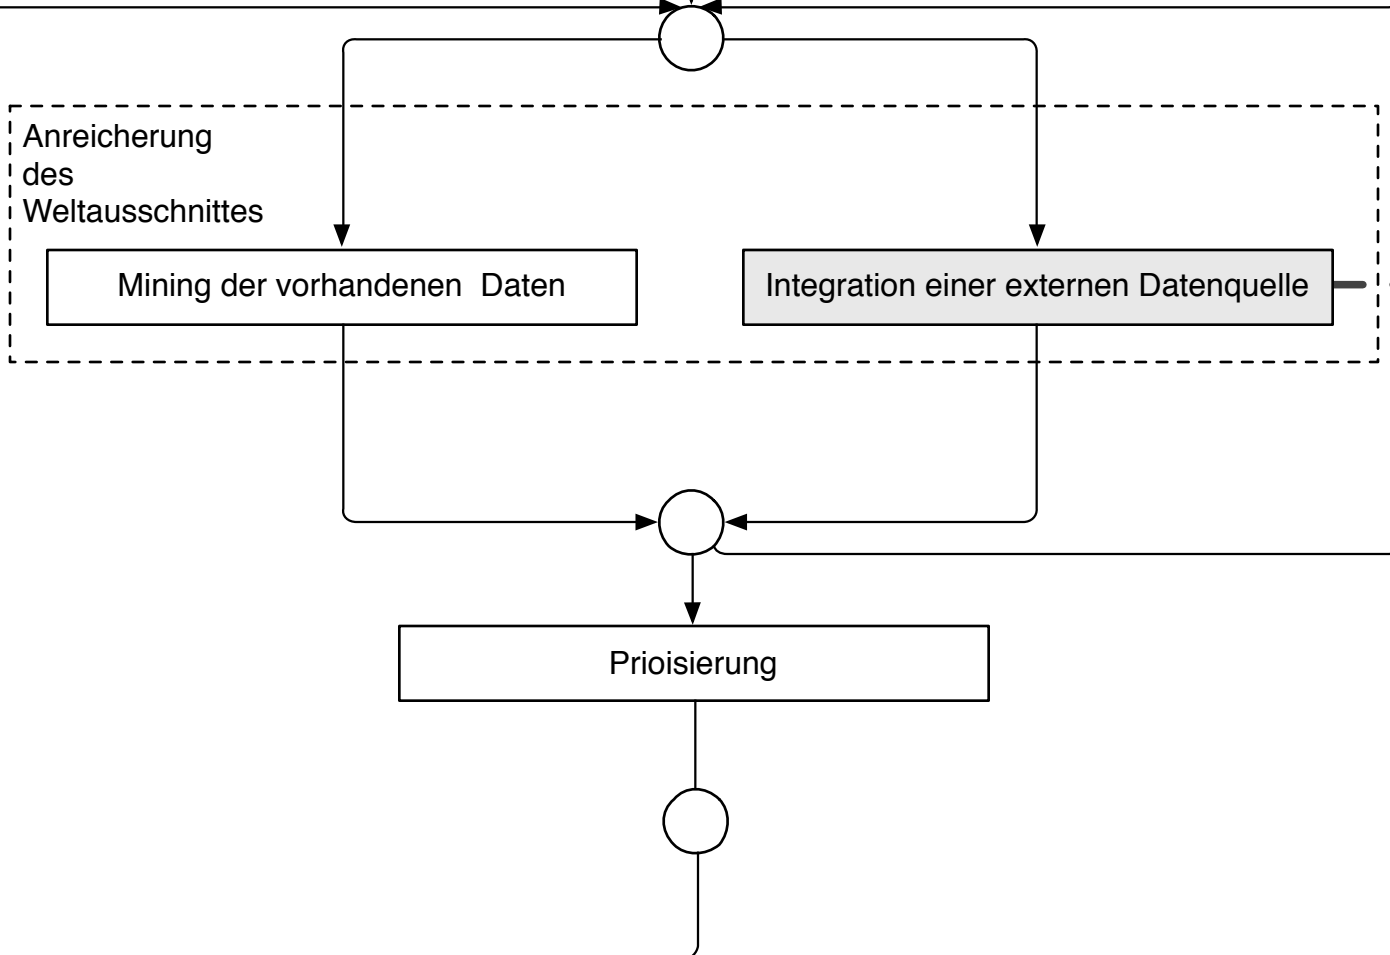 Anreicherung
des
Weltausschnittes
Mining der vorhandenen  Daten
Integration einer externen Datenquelle
Prioisierung